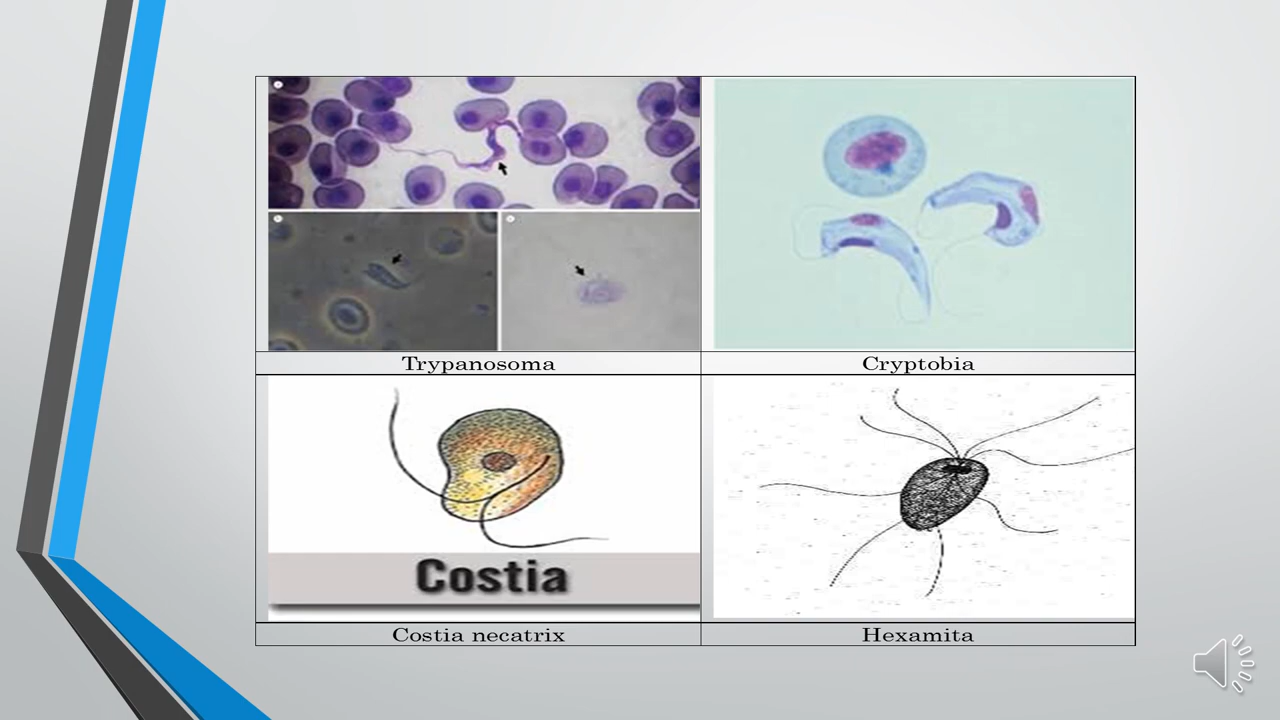 Trypanosoma
Cryptobia
Costia
Costia necatrix
Hexamita